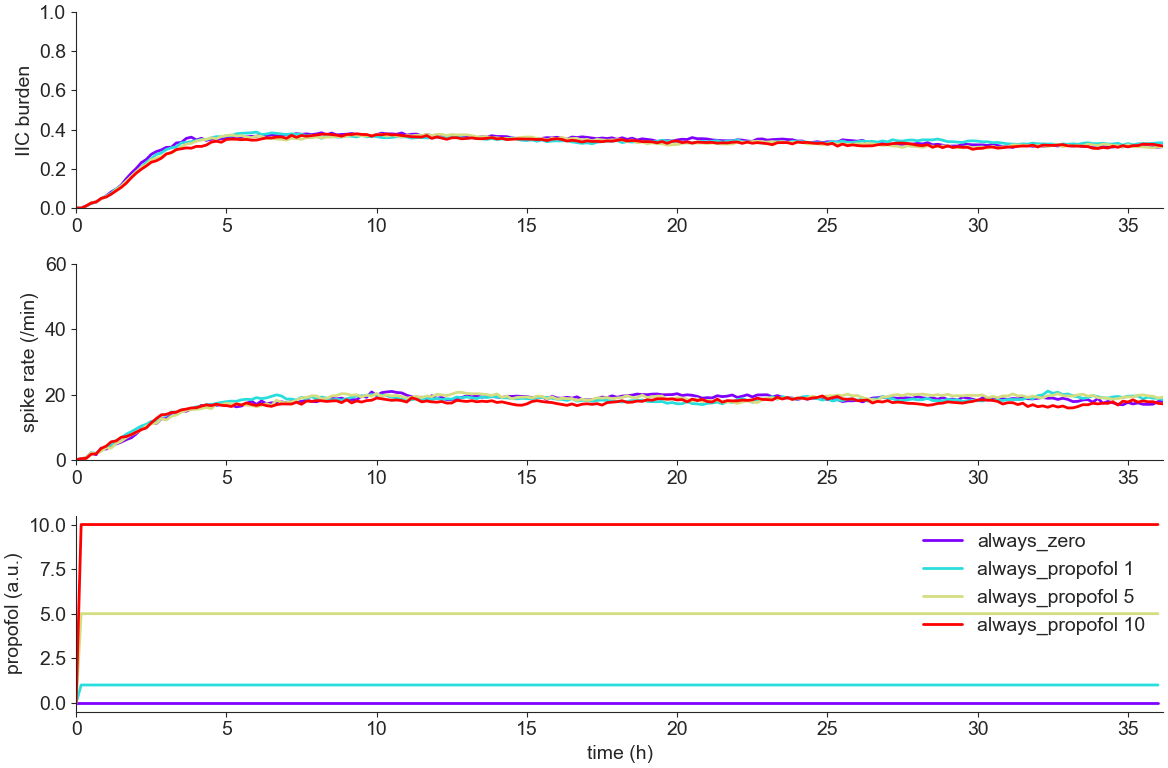 1.0
0.8
0.6
0.4
0.2
0.0
IIC burden
0 5 10 15 20 25 30 35
60
40
20
0
spike rate (/min)
0 5 10 15 20 25 30 35
10.0
7.5
5.0
2.5
0.0
propofol (a.u.)
always_zero
always_propofol 1
always_propofol 5
always_propofol 10
0 5 10 15 20 25 30 35
time (h)